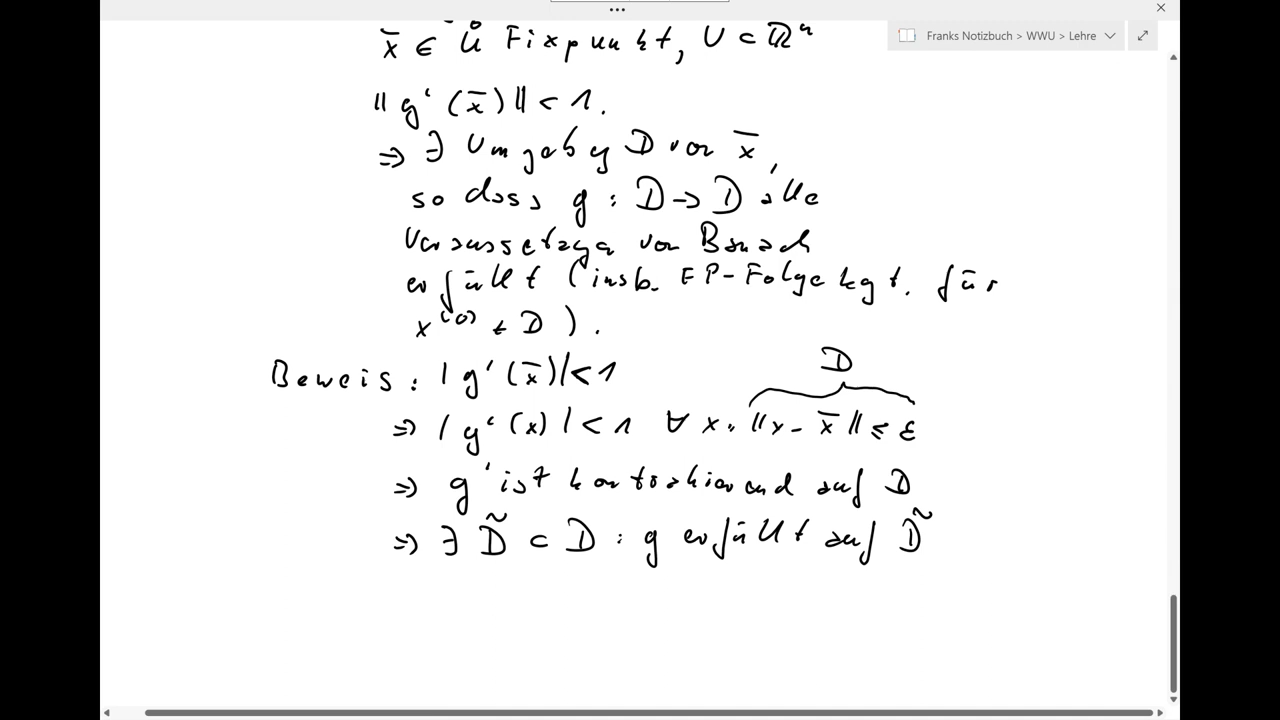 Franks Notizbuch > WWU > Lehre
x̄ ∈ Ů Fixpunkt, U ⊂ ℝⁿ
‖g'(x̄)‖ < 1.
⇒ ∃ Umgebung D von x̄,
so dass g : D → D alle
Voraussetzungen von Banach
erfüllt (insb. FP-Folge kgt. für
x⁽⁰⁾ ∈ D).
Beweis: |g'(x̄)| < 1
D
⇒ |g'(x)| < 1 ∀ x: ‖x - x̄‖ ≤ ε
⇒ g' ist kontrahierend auf D
⇒ ∃ D̃ ⊂ D : g erfüllt auf D̃